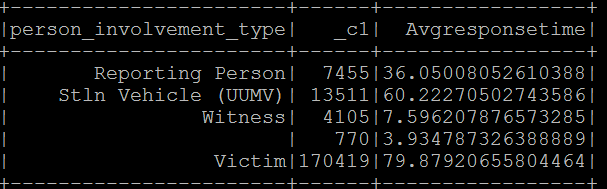 +-----------------------+------+-----------------+
|person_involvement_type|   _c1|  Avgresponsetime|
+-----------------------+------+-----------------+
|       Reporting Person|  7455|36.05008052610388|
|    Stln Vehicle (UUMV)| 13511|60.22270502743586|
|                Witness|  4105|7.596207876573285|
|                       |   770|3.934787326388889|
|                 Victim|170419|79.87920655804464|
+-----------------------+------+-----------------+